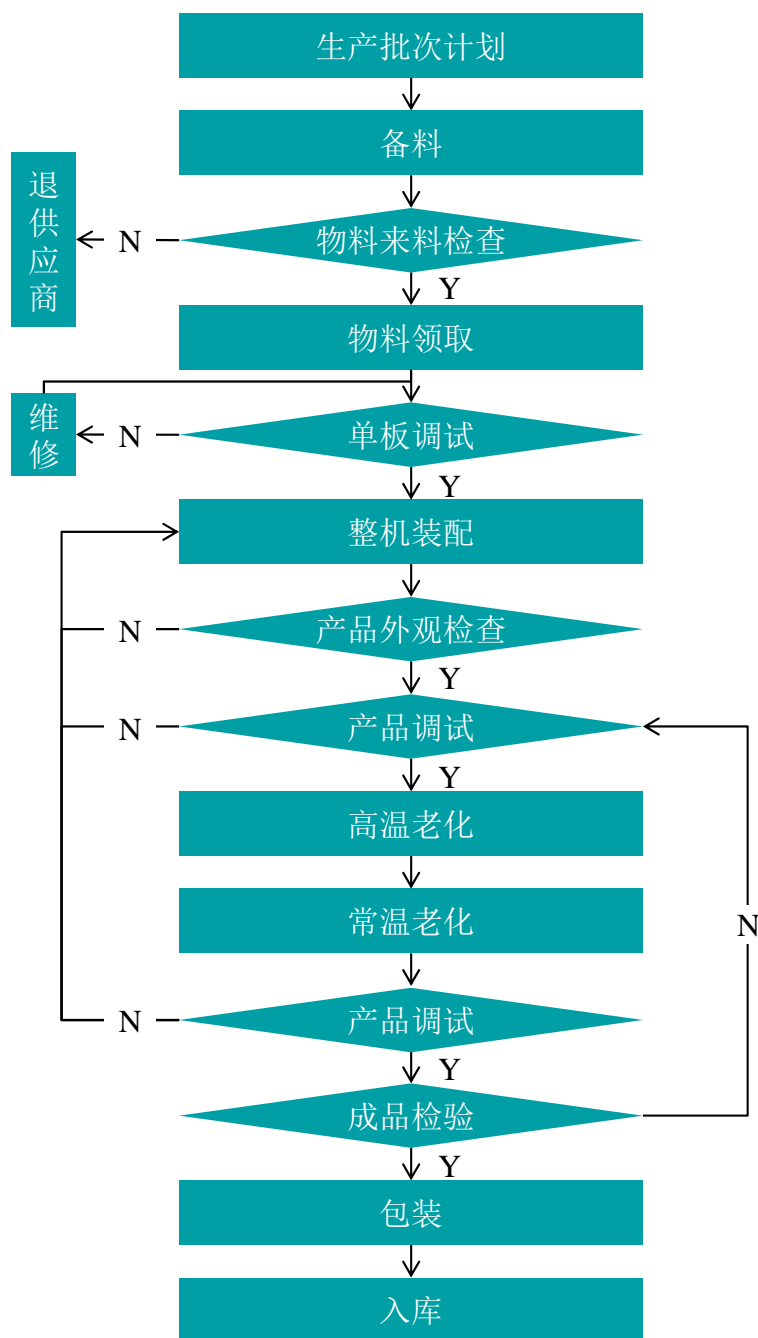 生产批次计划
备料
退供应商
N
物料来料检查
Y
物料领取
维修
N
单板调试
Y
整机装配
N
产品外观检查
Y
N
产品调试
Y
高温老化
常温老化
N
N
产品调试
Y
成品检验
Y
包装
入库